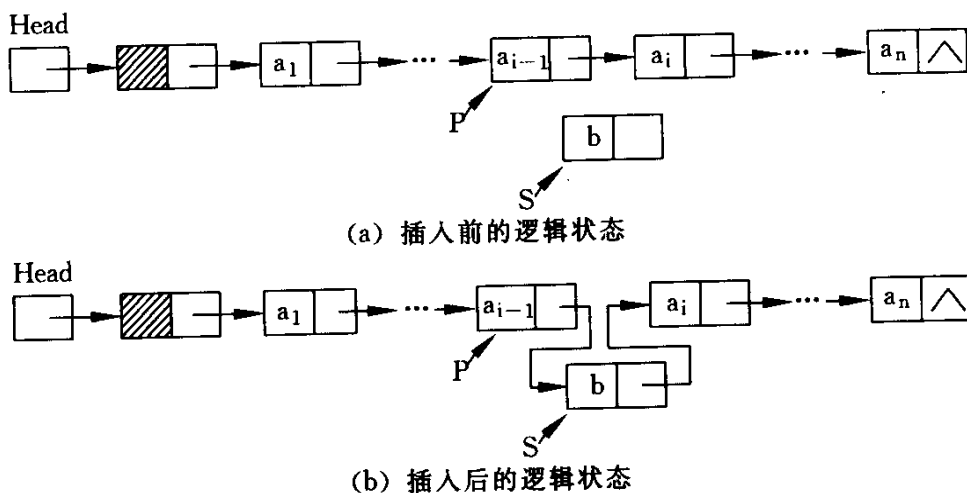 Head
a₁ ... aᵢ₋₁ aᵢ ... aₙ ∧
P
b
S
(a) 插入前的逻辑状态
Head
a₁ ... aᵢ₋₁ aᵢ ... aₙ ∧
P
b
S
(b) 插入后的逻辑状态